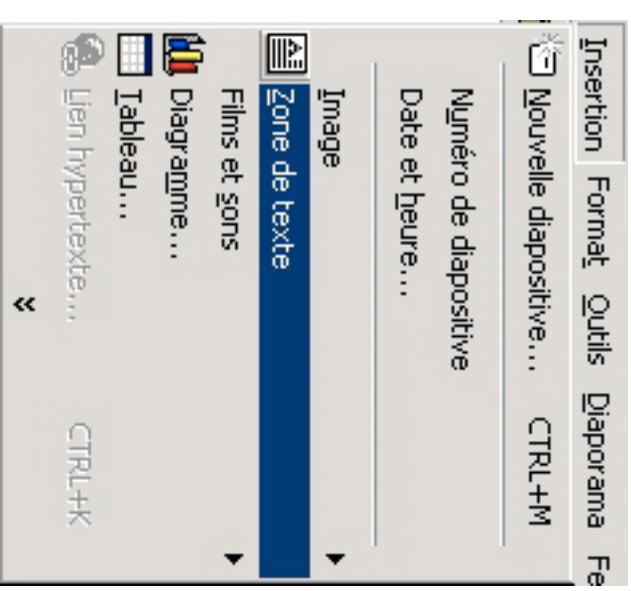 Insertion Format Outils Diaporama Fe
Nouvelle diapositive... CTRL+M
Numéro de diapositive
Date et heure...
Image
Zone de texte
Films et sons
Diagramme...
Tableau...
Lien hypertexte... CTRL+K